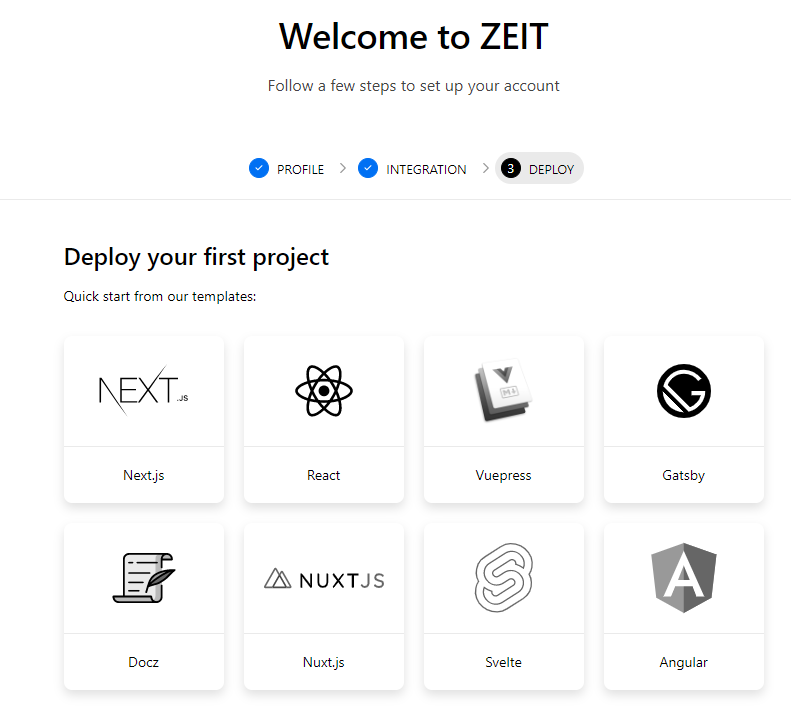 Welcome to ZEIT
Follow a few steps to set up your account
PROFILE
INTEGRATION
3 DEPLOY
Deploy your first project
Quick start from our templates:
NEXT.JS
Next.js
React
M↓
Vuepress
Gatsby
Docz
NUXTJS
Nuxt.js
Svelte
Angular